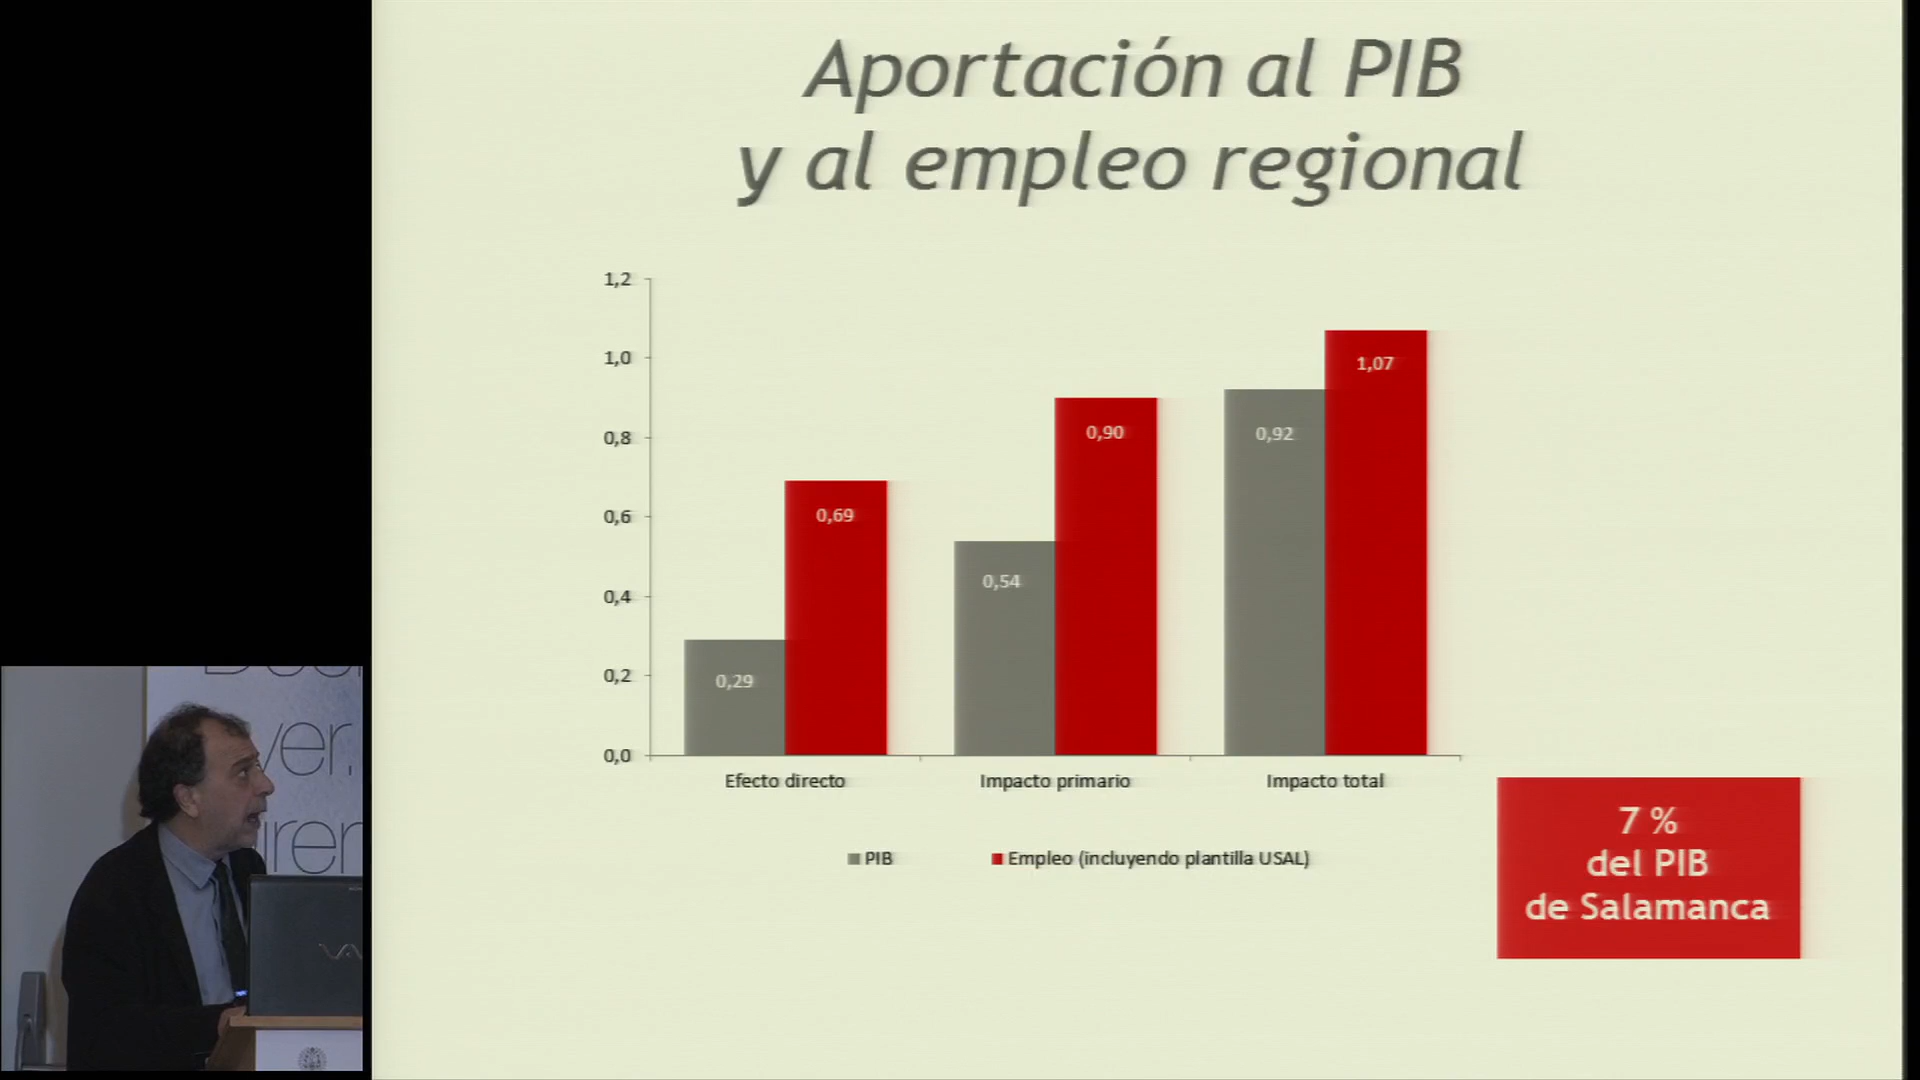 Aportación al PIB
y al empleo regional
1,2
1,0
0,8
0,6
0,4
0,2
0,0
0,29
0,69
0,54
0,90
0,92
1,07
Efecto directo
Impacto primario
Impacto total
PIB
Empleo (incluyendo plantilla USAL)
7 %
del PIB
de Salamanca